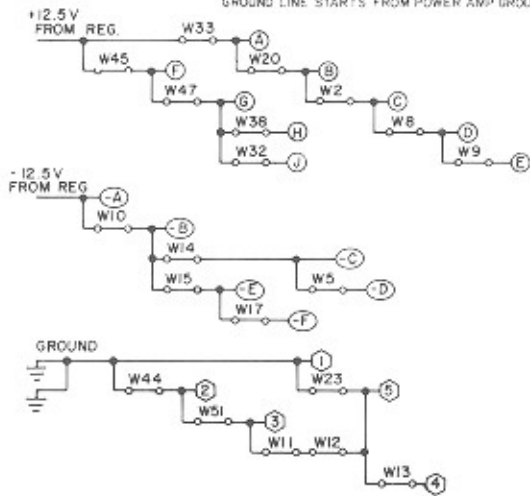 GROUND LINE STARTS FROM POWER AMP GROU
+12.5V
FROM REG.
W33
A
W45
F
W20
B
W47
G
W2
C
W38
H
W8
D
W32
J
W9
E
-12.5V
FROM REG
-A
W10
-B
W14
-C
W15
-E
W5
-D
W17
-F
GROUND
1
W44
2
W23
5
W51
3
W11
W12
W13
4